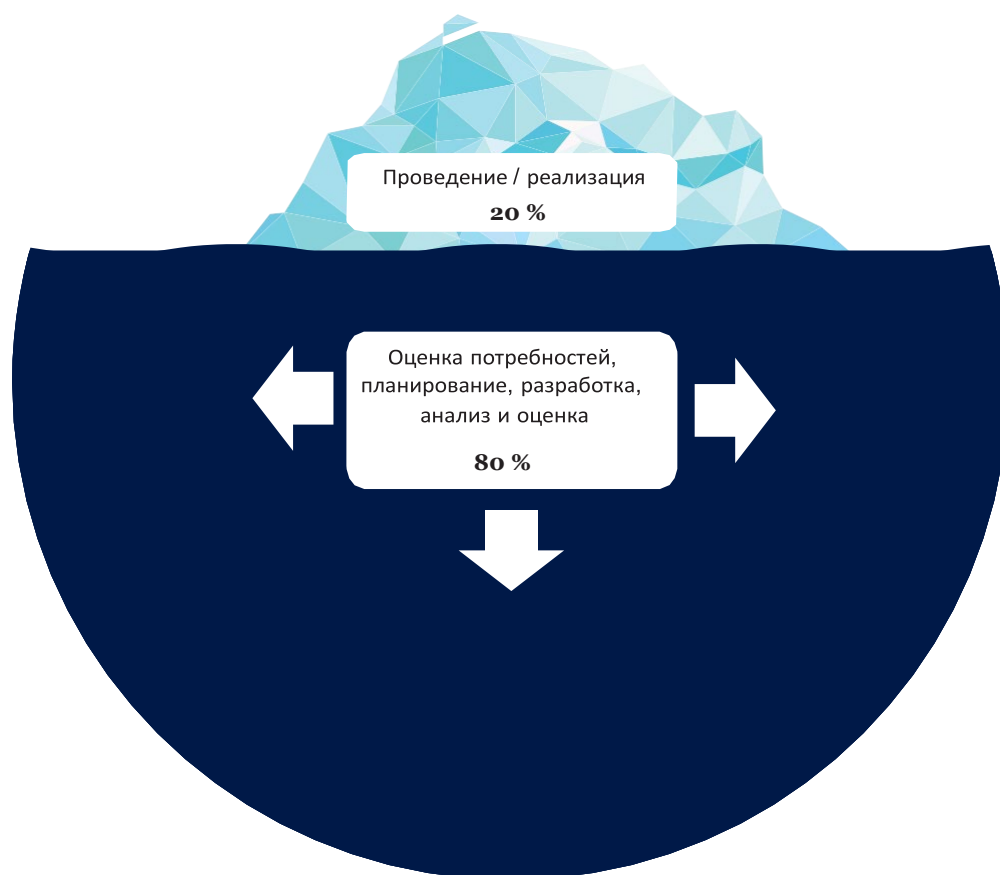 Проведение / реализация
20 %
Оценка потребностей,
планирование, разработка,
анализ и оценка
80 %